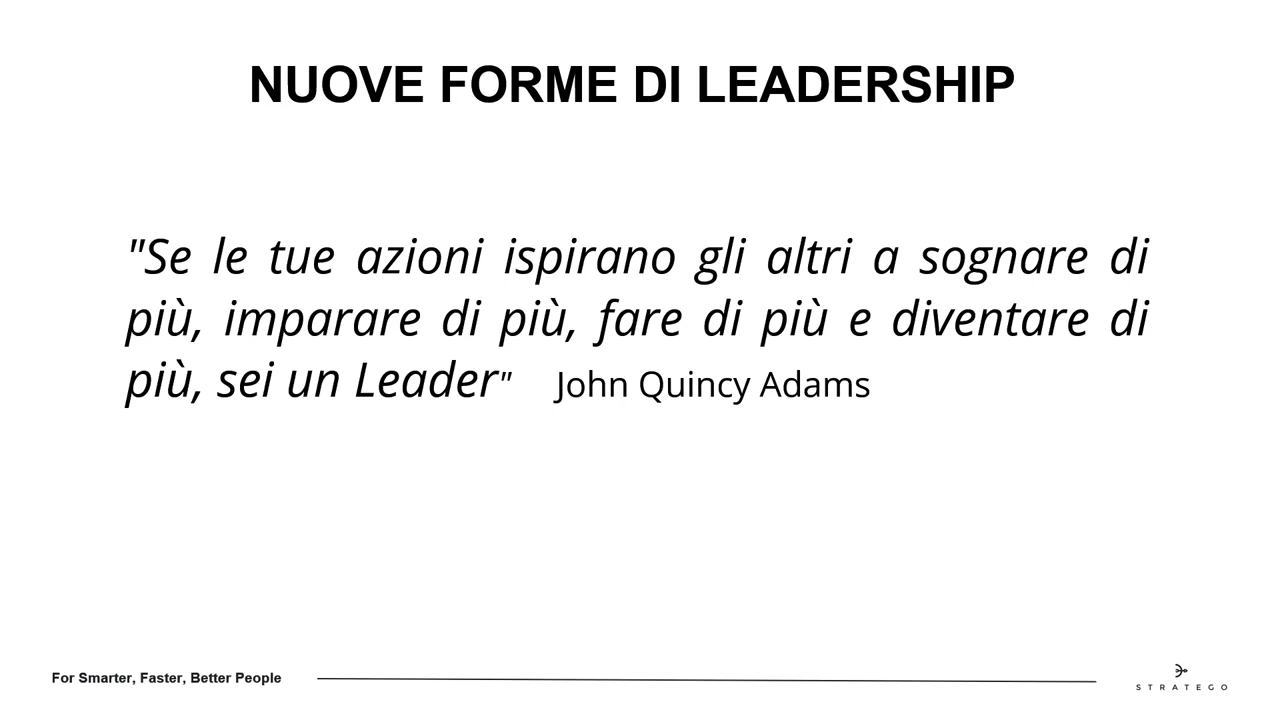 NUOVE FORME DI LEADERSHIP
"Se le tue azioni ispirano gli altri a sognare di
più, imparare di più, fare di più e diventare di
più, sei un Leader" John Quincy Adams
For Smarter, Faster, Better People
STRATEGO